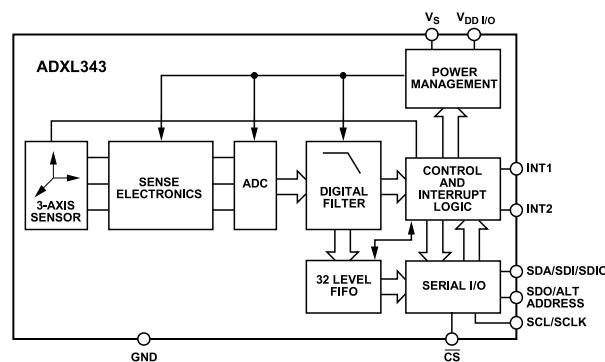 VS
VDD I/O
ADXL343
POWER
MANAGEMENT
3-AXIS
SENSOR
SENSE
ELECTRONICS
ADC
DIGITAL
FILTER
CONTROL
AND
INTERRUPT
LOGIC
INT1
INT2
32 LEVEL
FIFO
SERIAL I/O
SDA/SDI/SDIO
SDO/ALT
ADDRESS
SCL/SCLK
GND
CS